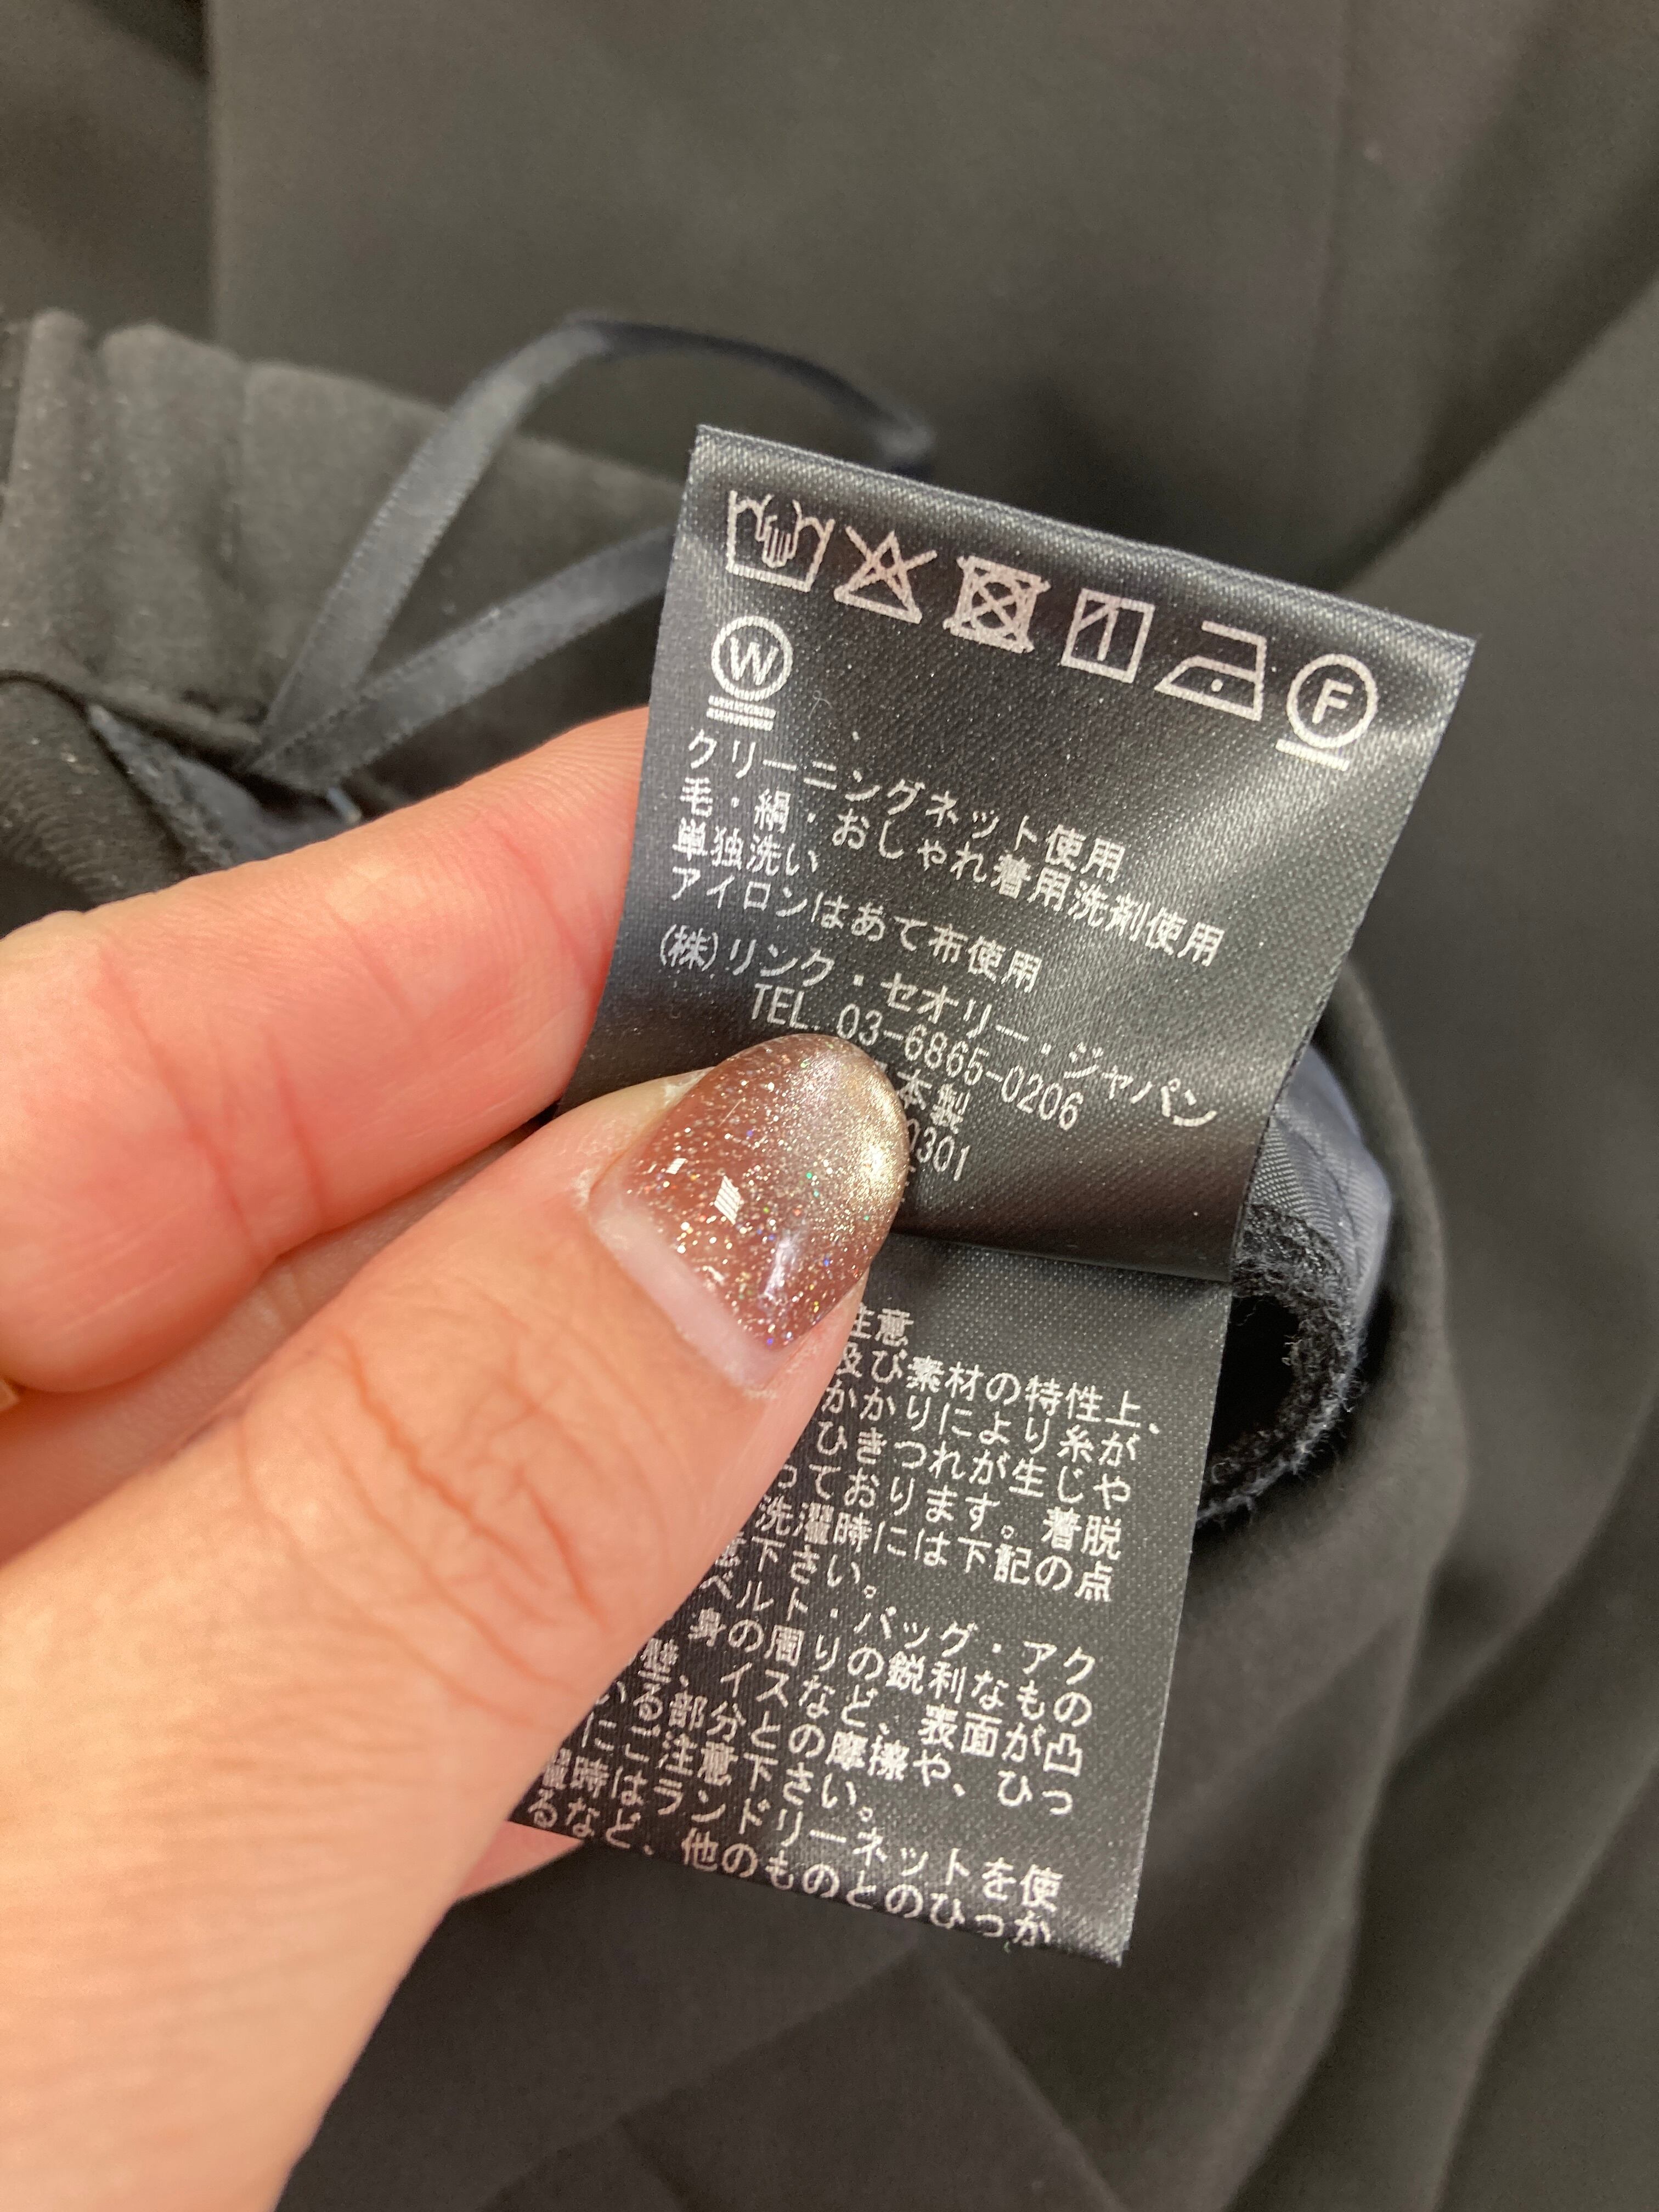 F
W
クリーニングネット使用
毛・絹・おしゃれ着用洗剤使用
単独洗い
アイロンはあて布使用
(株)リンク・セオリー・ジャパン
TEL. 03-6865-0206
本製
0301
注意
及び素材の特性上、
かかりにより糸が
ひきつれが生じや
っております。着脱
洗濯時には下記の点
意下さい。
ベルト・バッグ・アク
身の周りの鋭利なもの
壁、イスなど、表面が凸
いる部分との摩擦や、ひっ
にご注意下さい。
濯時はランドリーネットを使
るなど、他のものとのひっか